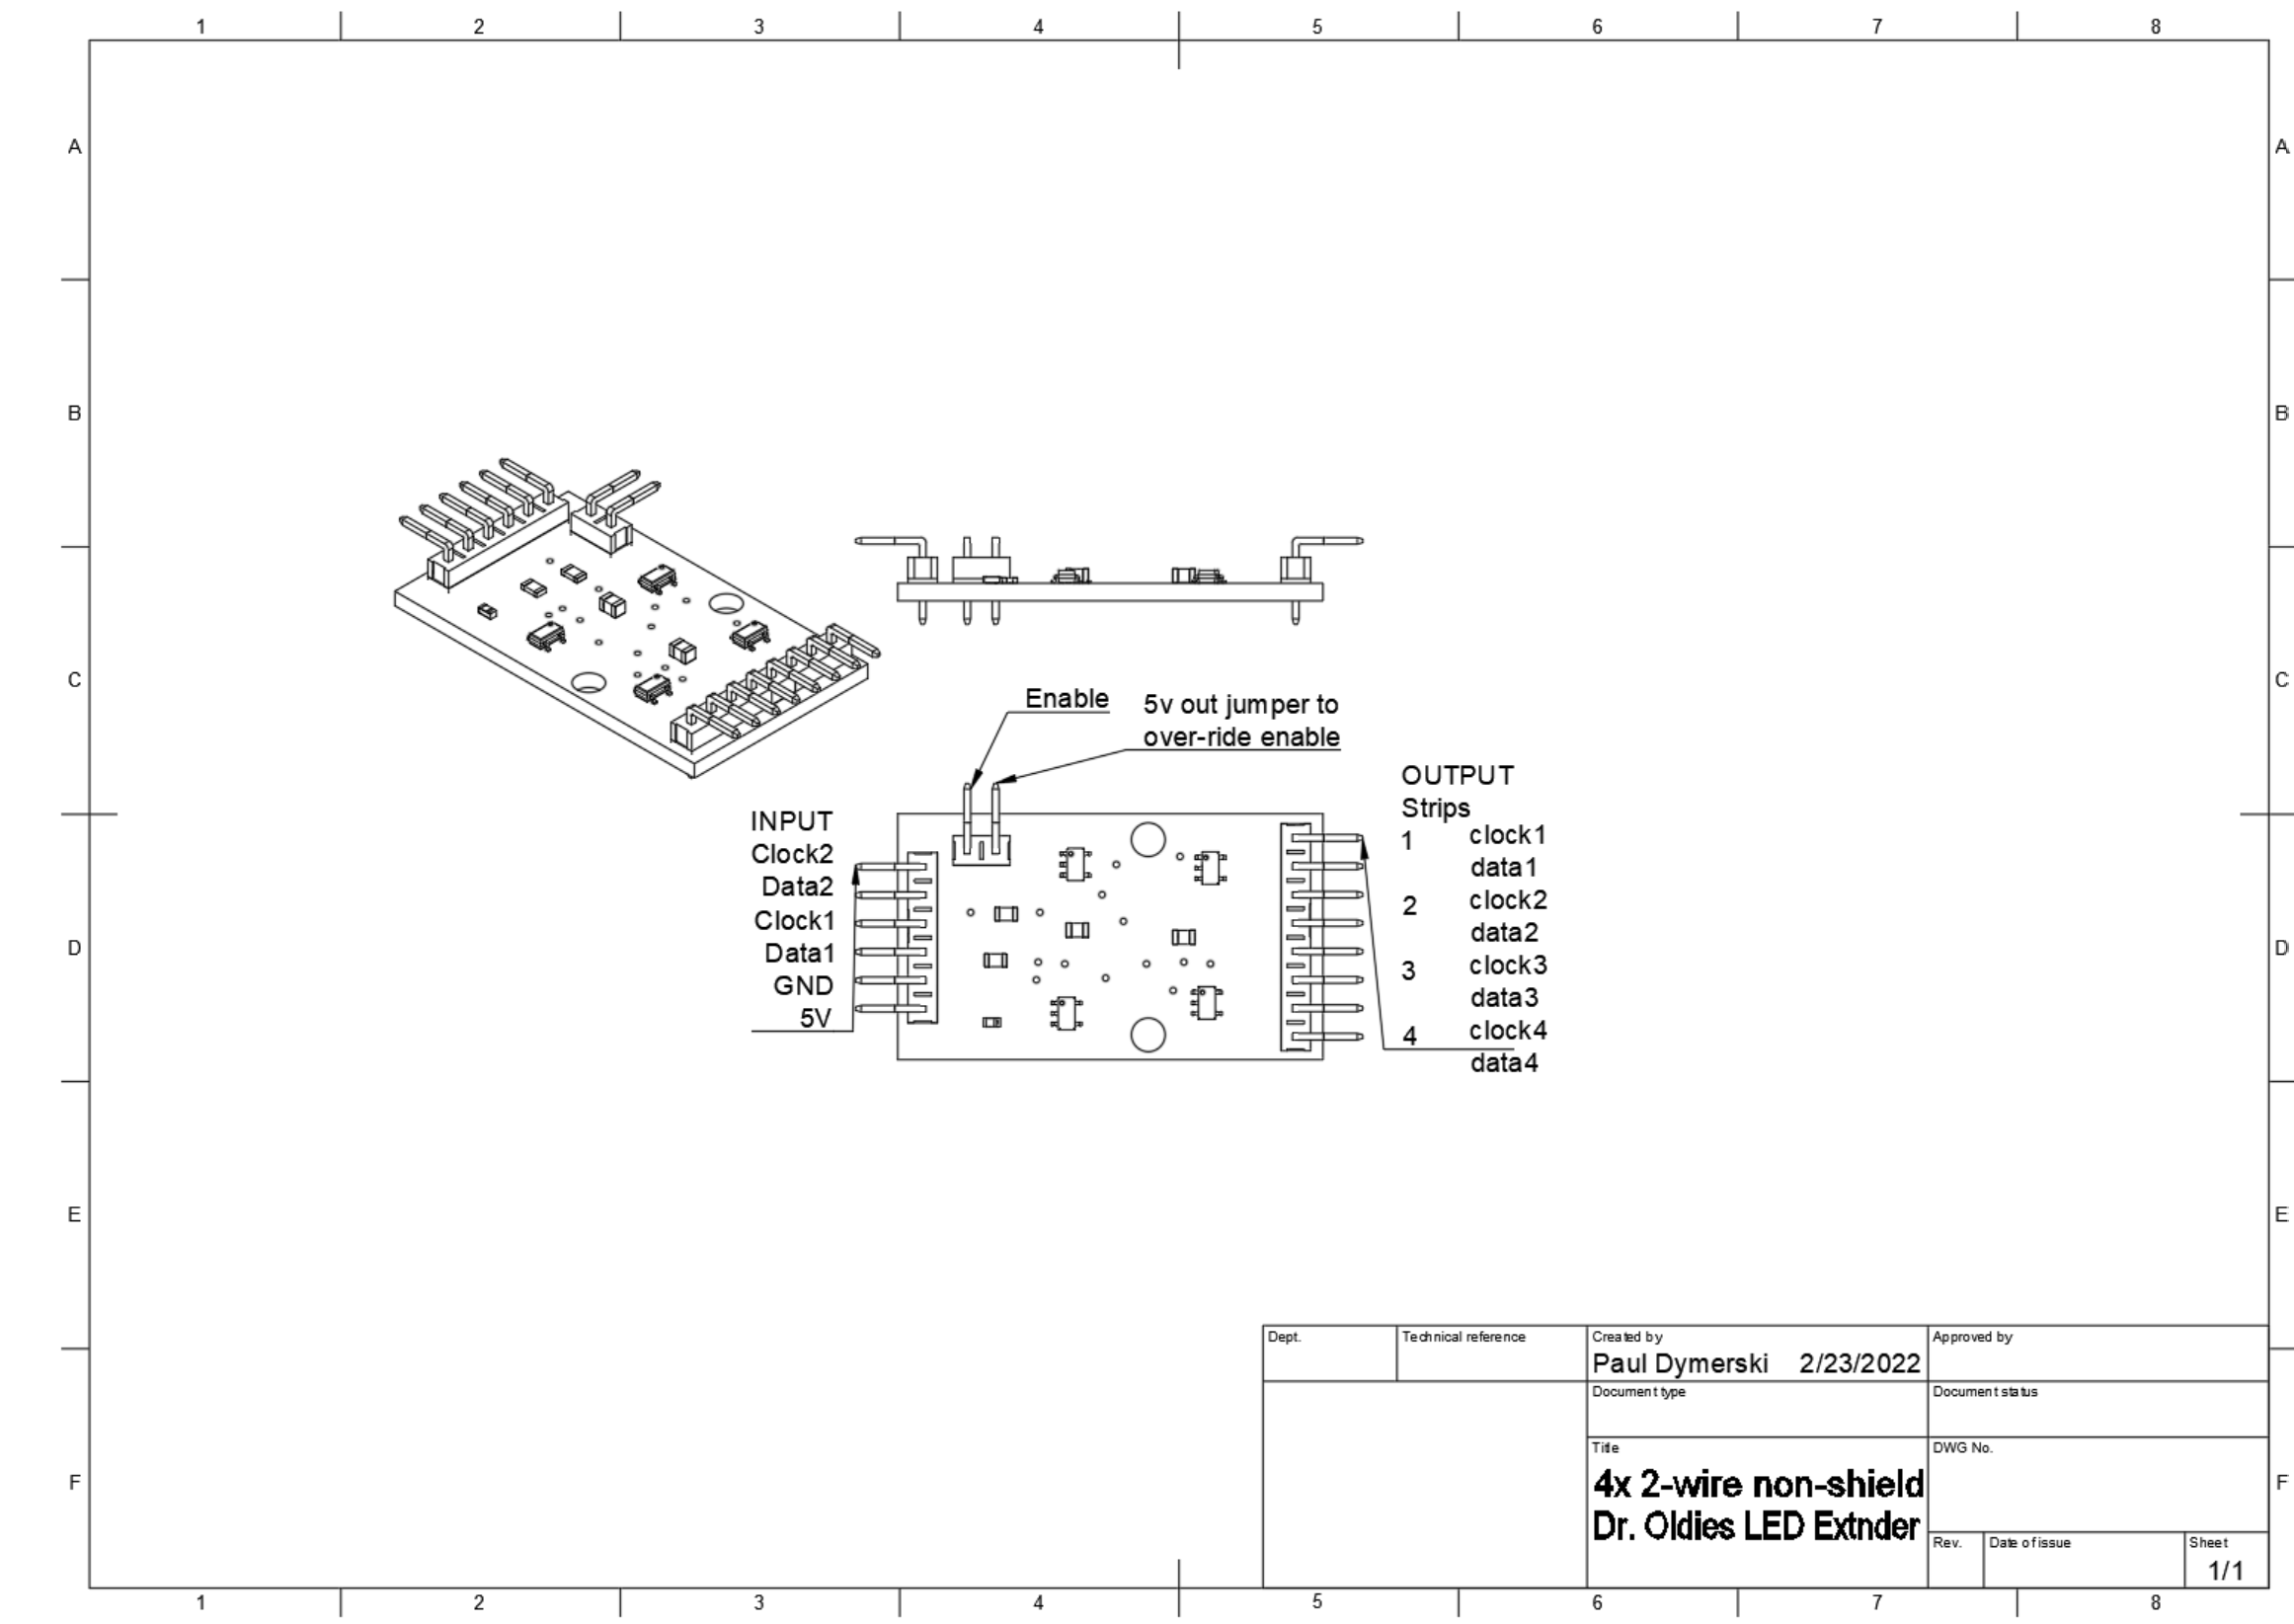 1 2 3 4 5 6 7 8
A A
B B
C C
Enable
5v out jumper to
over-ride enable
INPUT
Clock2
Data2
Clock1
Data1
GND
5V
OUTPUT
Strips
1 clock1
data1
2 clock2
data2
3 clock3
data3
4 clock4
data4
D D
E E
F F
Dept.
Technical reference
Created by
Paul Dymerski 2/23/2022
Approved by
Document type
Document status
Title
4x 2-wire non-shield
Dr. Oldies LED Extnder
DWG No.
Rev.
Date of issue
Sheet
1/1
1 2 3 4 5 6 7 8